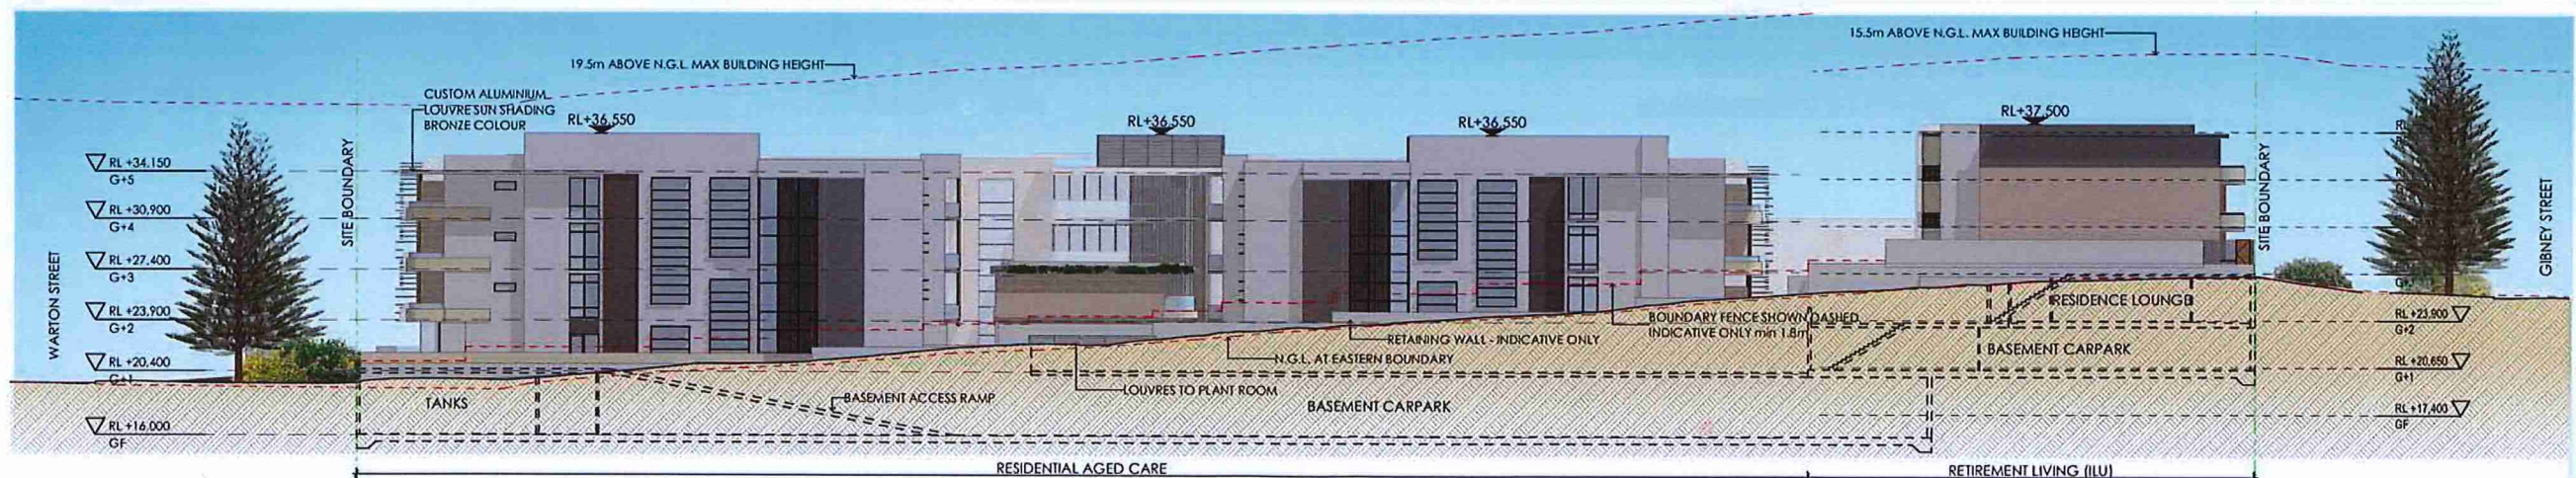 15.5m ABOVE N.G.L. MAX BUILDING HEIGHT
19.5m ABOVE N.G.L. MAX BUILDING HEIGHT
CUSTOM ALUMINIUM
LOUVRE SUN SHADING
BRONZE COLOUR
RL+36,550
RL+36,550
RL+36,550
RL+37,500
SITE BOUNDARY
SITE BOUNDARY
WARTON STREET
GIBNEY STREET
RL +34.150
G+5
RL +30,900
G+4
RL +27,400
G+3
RL +23,900
G+2
RL +20,400
G+1
RL +16,000
GF
RL +23,900
G+2
RL +20,650
G+1
RL +17,400
GF
RESIDENCE LOUNGE
BASEMENT CARPARK
BOUNDARY FENCE SHOWN DASHED
INDICATIVE ONLY min 1.8m
RETAINING WALL - INDICATIVE ONLY
N.G.L. AT EASTERN BOUNDARY
LOUVRES TO PLANT ROOM
BASEMENT ACCESS RAMP
TANKS
BASEMENT CARPARK
RESIDENTIAL AGED CARE
RETIREMENT LIVING (ILU)